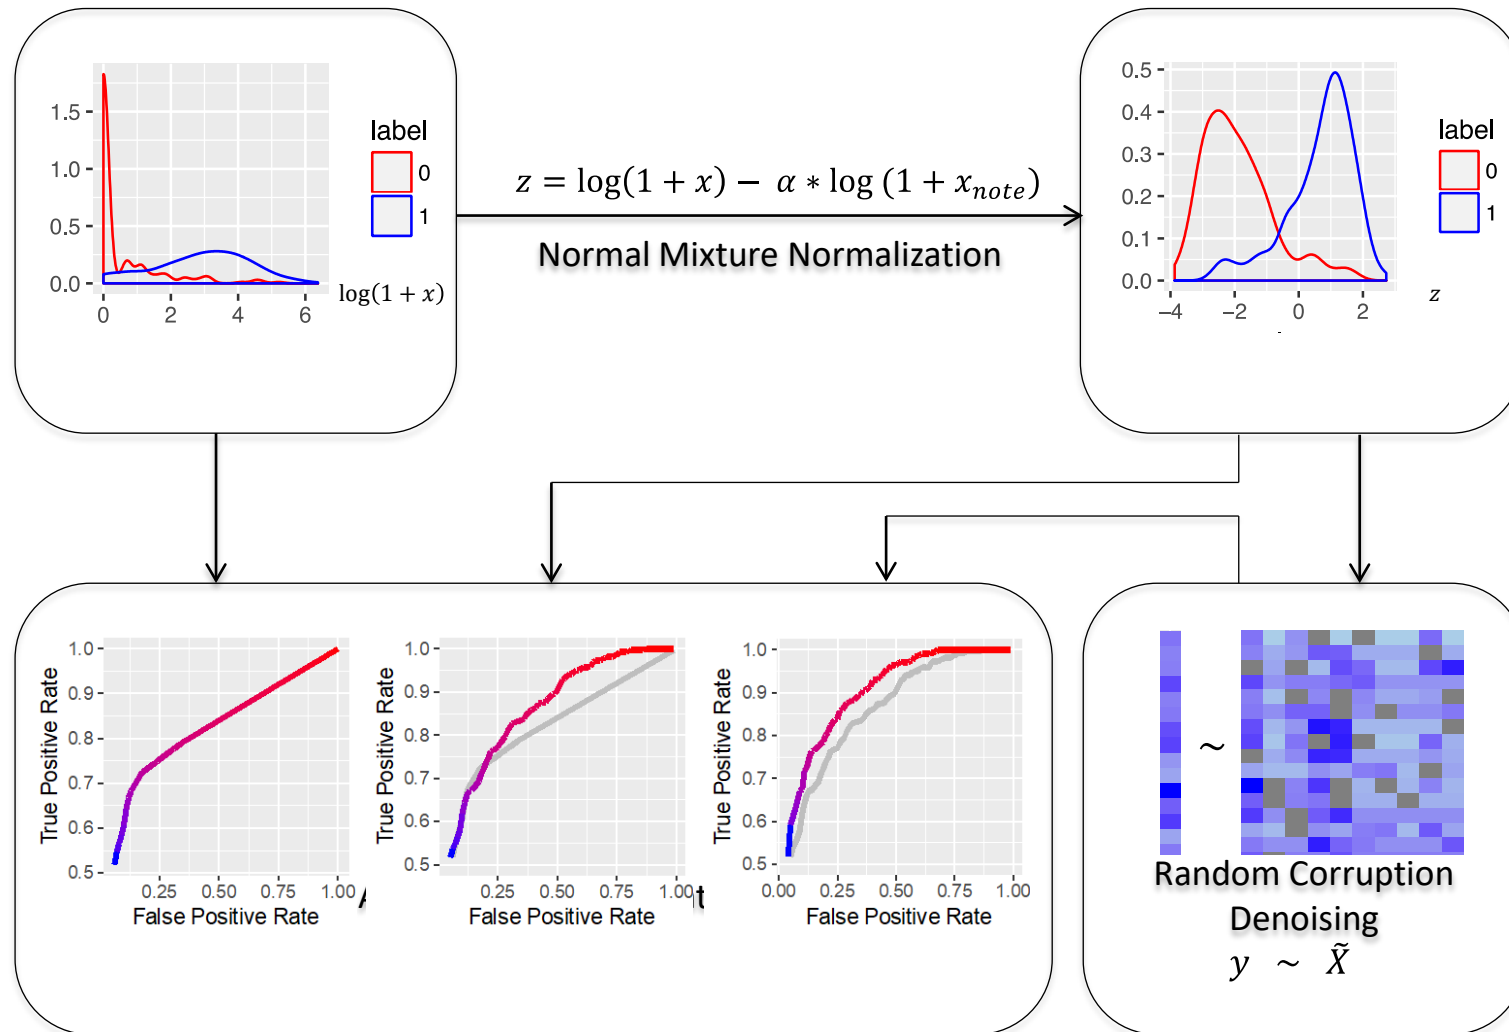 1.5
1.0
0.5
0.0
0 2 4 6
log(1 + x)
label
0
1
z = log(1 + x) − α ∗ log (1 + x_note)
Normal Mixture Normalization
0.5
0.4
0.3
0.2
0.1
0.0
−4 −2 0 2
z
label
0
1
True Positive Rate
1.0
0.9
0.8
0.7
0.6
0.5
0.25 0.50 0.75 1.00
False Positive Rate
True Positive Rate
1.0
0.9
0.8
0.7
0.6
0.5
0.25 0.50 0.75 1.00
False Positive Rate
True Positive Rate
1.0
0.9
0.8
0.7
0.6
0.5
0.00 0.25 0.50 0.75 1.00
False Positive Rate
~
Random Corruption
Denoising
y ~ X̃